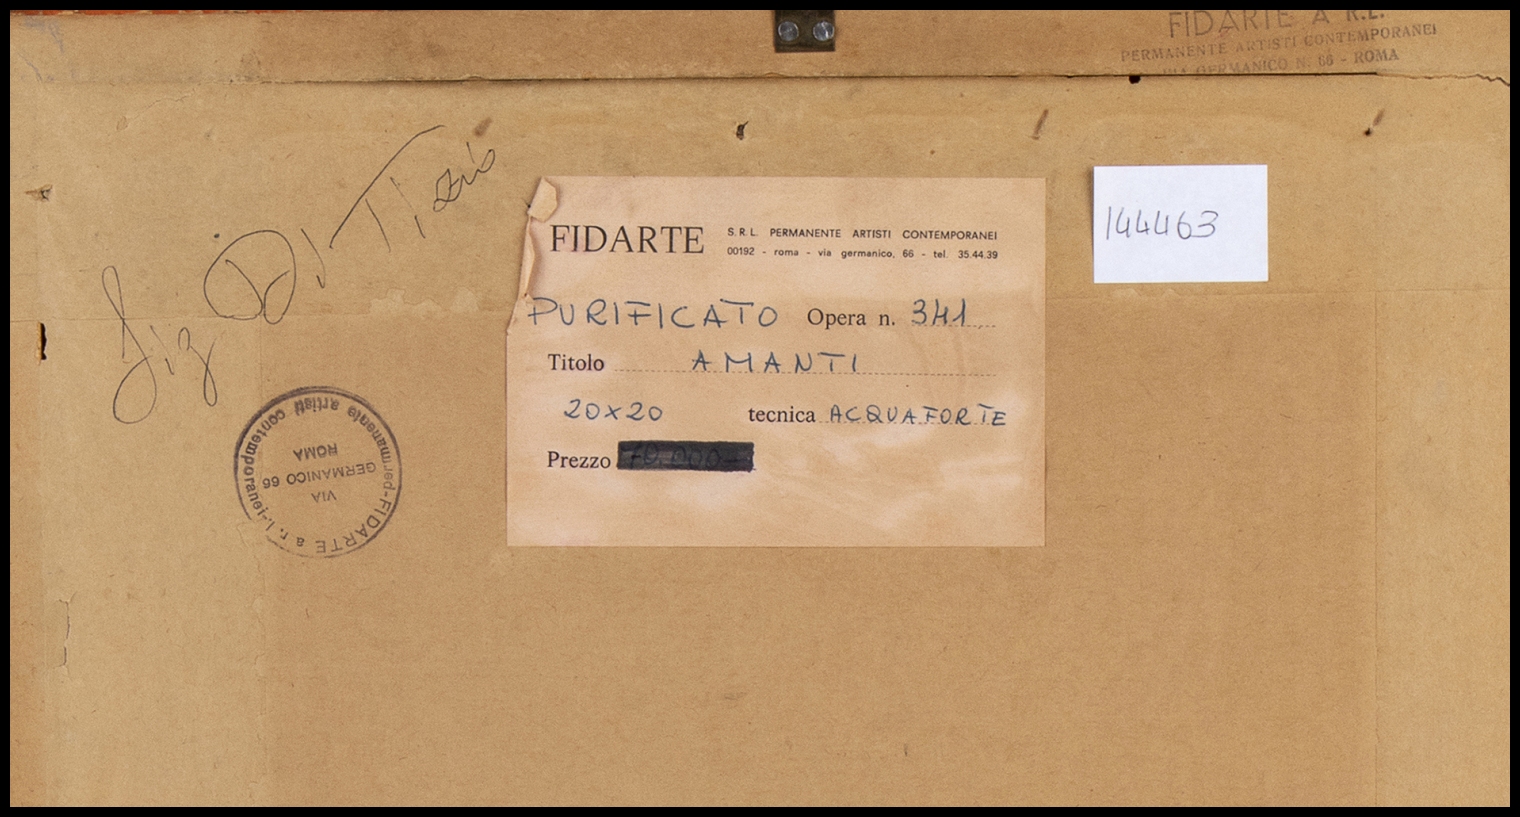 FIDARTE A R.L.
PERMANENTE ARTISTI CONTEMPORANEI
VIA GERMANICO N. 66 - ROMA
FIDARTE
S.R.L. PERMANENTE ARTISTI CONTEMPORANEI
00192 - roma - via germanico, 66 - tel. 35.44.39
144463
PURIFICATO Opera n. 341
Titolo AMANTI
20x20 tecnica ACQUAFORTE
Prezzo
Sig
permanente artisti contemporanei
FIDARTE a r. l.
VIA
GERMANICO 66
ROMA